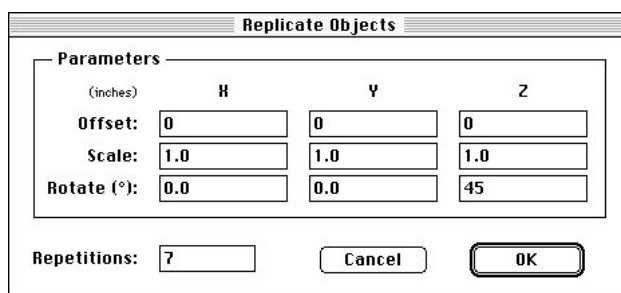 Replicate Objects
Parameters
(inches) X Y Z
Offset: 0 0 0
Scale: 1.0 1.0 1.0
Rotate (°): 0.0 0.0 45
Repetitions: 7 Cancel OK